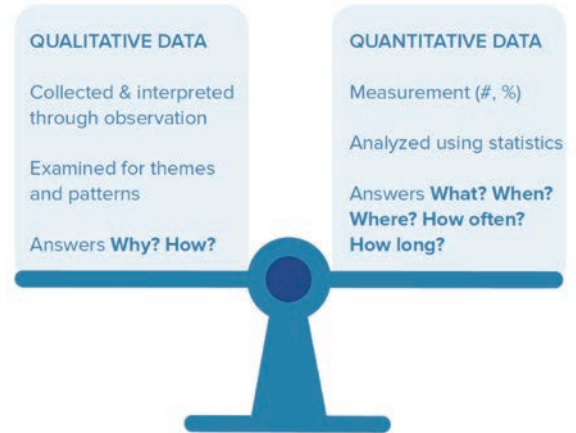 QUALITATIVE DATA
Collected & interpreted
through observation
Examined for themes
and patterns
Answers Why? How?
QUANTITATIVE DATA
Measurement (#, %)
Analyzed using statistics
Answers What? When?
Where? How often?
How long?